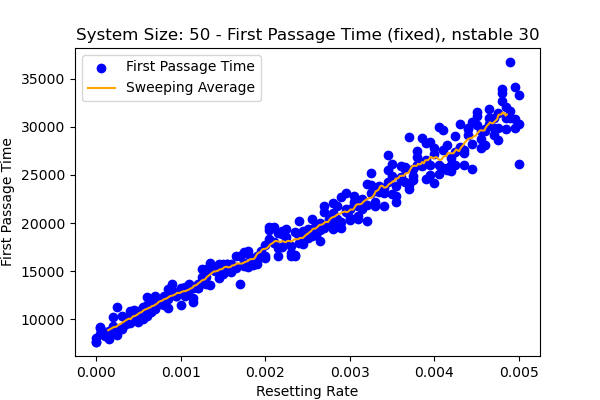 System Size: 50 - First Passage Time (fixed), nstable 30
First Passage Time
Sweeping Average
First Passage Time
35000
30000
25000
20000
15000
10000
0.000 0.001 0.002 0.003 0.004 0.005
Resetting Rate